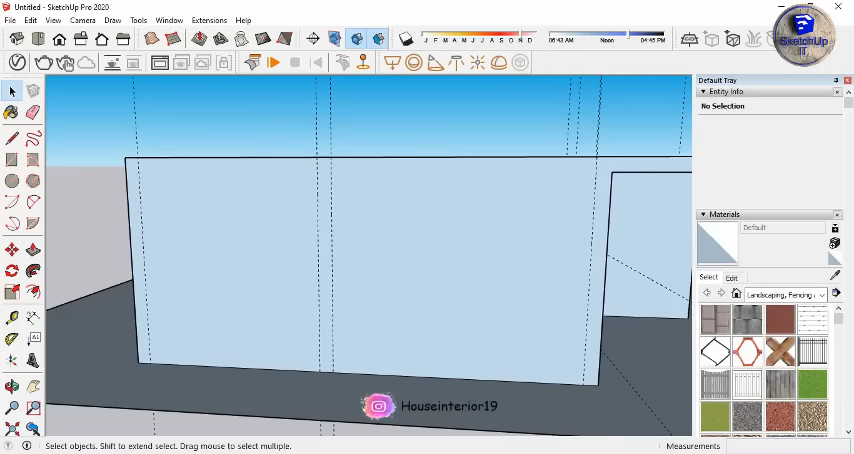 Untitled - SketchUp Pro 2020
File Edit View Camera Draw Tools Window Extensions Help
J F M A M J J A S O N D
06:43 AM Noon 04:45 PM
SketchUp
IT
Default Tray
Entity Info
No Selection
Materials
Default
Select Edit
Landscaping, Fencing
A1
Houseinterior19
Select objects. Shift to extend select. Drag mouse to select multiple.
Measurements